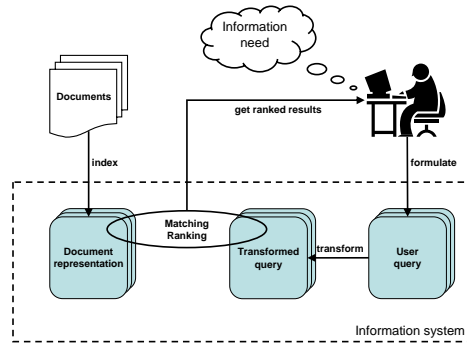 Information
need
Documents
get ranked results
index
formulate
Matching
Ranking
Document
representation
Transformed
query
transform
User
query
Information system